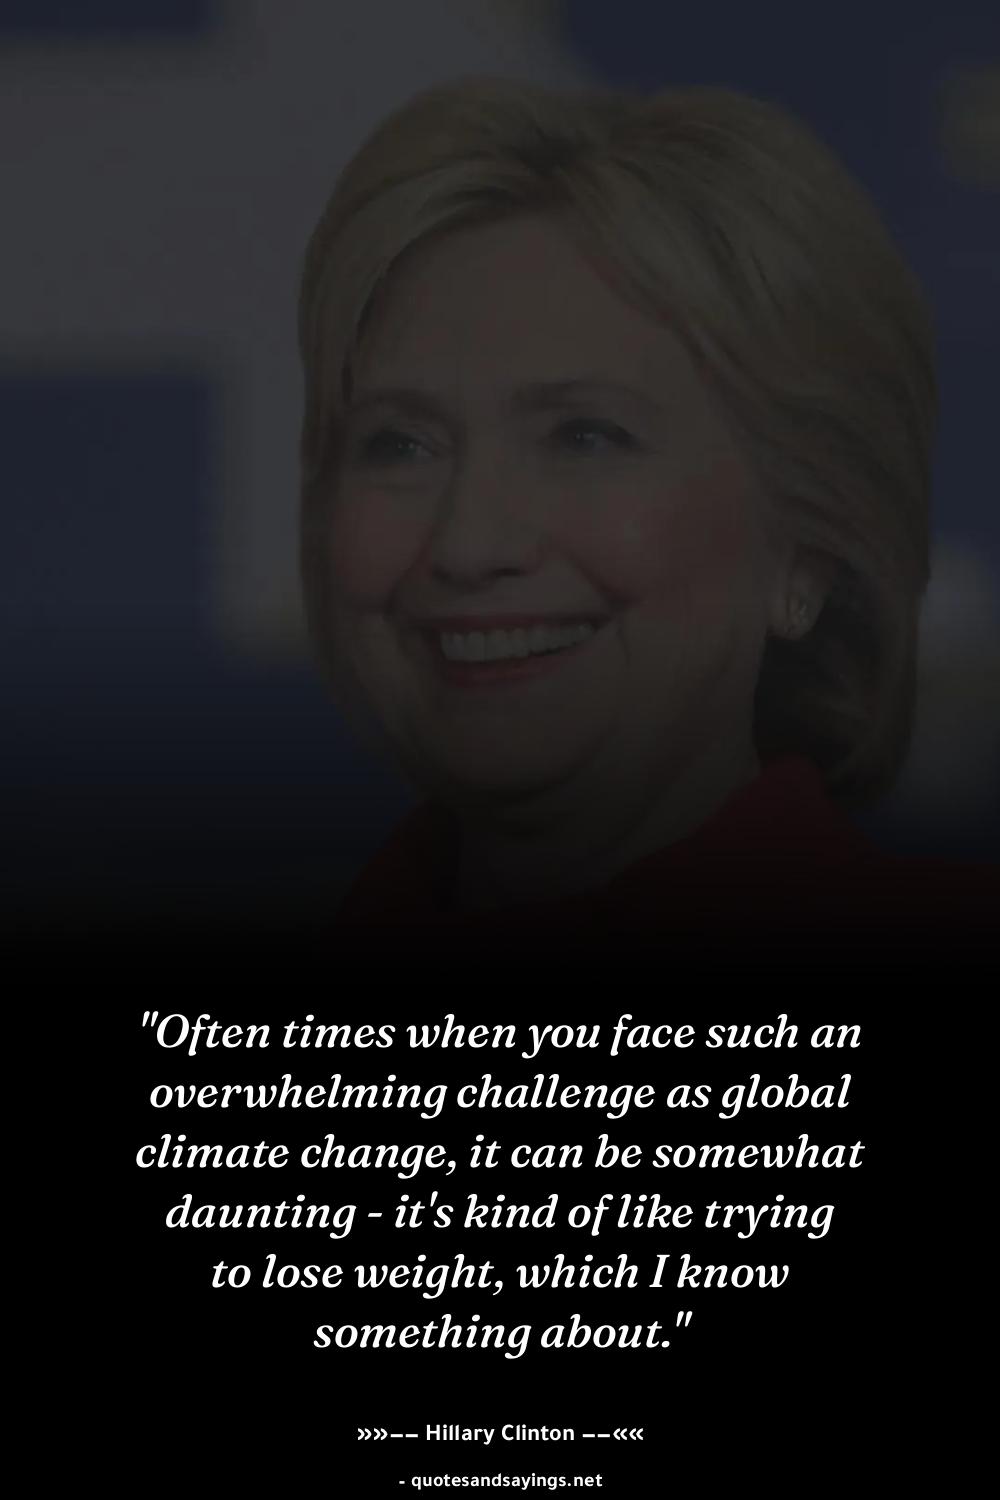 "Often times when you face such an
overwhelming challenge as global
climate change, it can be somewhat
daunting - it's kind of like trying
to lose weight, which I know
something about."
»»–– Hillary Clinton ––««
- quotesandsayings.net